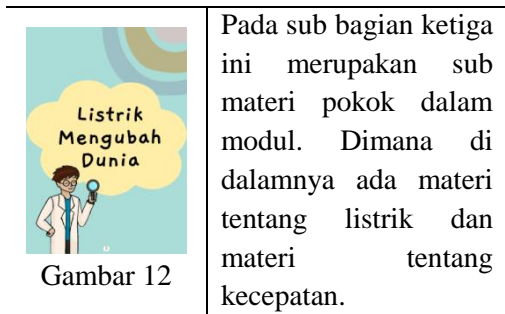 Listrik
Mengubah
Dunia
Gambar 12
Pada sub bagian ketiga
ini merupakan sub
materi pokok dalam
modul. Dimana di
dalamnya ada materi
tentang listrik dan
materi tentang
kecepatan.